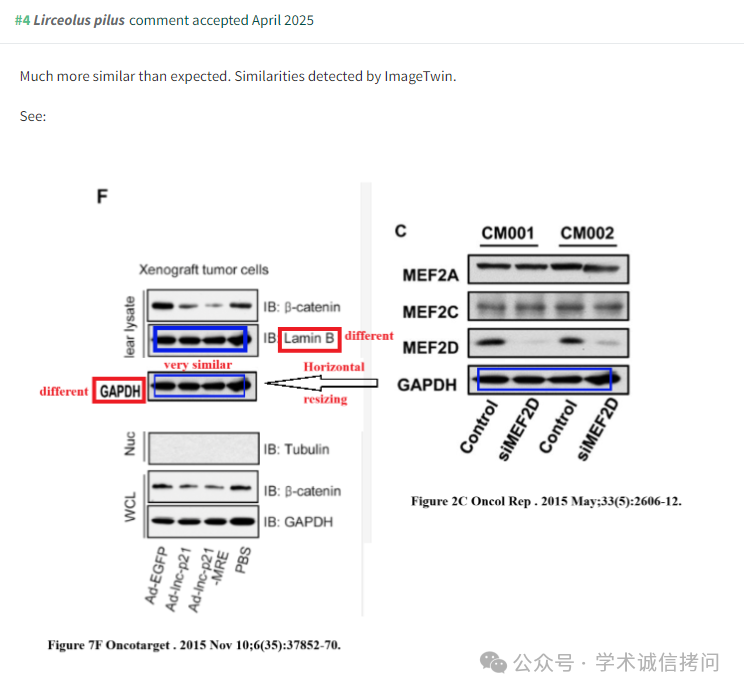 #4 Lirceolus pilus comment accepted April 2025
Much more similar than expected. Similarities detected by ImageTwin.
See:
F
Xenograft tumor cells
lear lysate
IB: β-catenin
IB: Lamin B different
very similar
different GAPDH
Horizontal
resizing
Nuc
IB: Tubulin
WCL
IB: β-catenin
IB: GAPDH
Ad-EGFP
Ad-lnc-p21
Ad-lnc-p21
-MRE
PBS
Figure 7F Oncotarget . 2015 Nov 10;6(35):37852-70.
C
CM001 CM002
MEF2A
MEF2C
MEF2D
GAPDH
Control
siMEF2D
Control
siMEF2D
Figure 2C Oncol Rep . 2015 May;33(5):2606-12.
公众号 · 学术诚信拷问